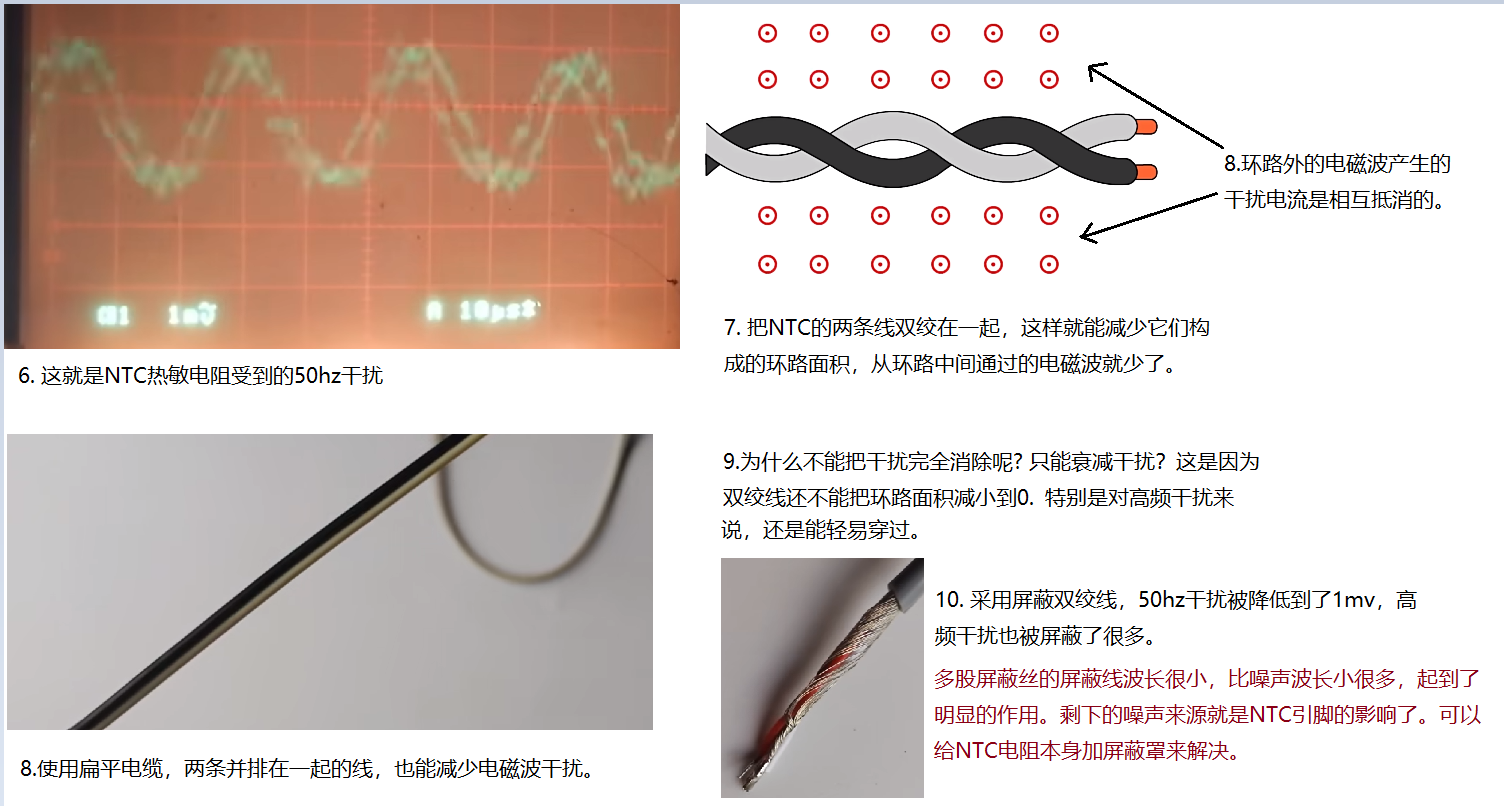 CH1 1mV A 10μs
6. 这就是NTC热敏电阻受到的50hz干扰
8.环路外的电磁波产生的
干扰电流是相互抵消的。
7. 把NTC的两条线双绞在一起，这样就能减少它们构
成的环路面积，从环路中间通过的电磁波就少了。
8.使用扁平电缆，两条并排在一起的线，也能减少电磁波干扰。
9.为什么不能把干扰完全消除呢? 只能衰减干扰？这是因为
双绞线还不能把环路面积减小到0. 特别是对高频干扰来
说，还是能轻易穿过。
10. 采用屏蔽双绞线，50hz干扰被降低到了1mv，高
频干扰也被屏蔽了很多。
多股屏蔽丝的屏蔽线波长很小，比噪声波长小很多，起到了
明显的作用。剩下的噪声来源就是NTC引脚的影响了。可以
给NTC电阻本身加屏蔽罩来解决。